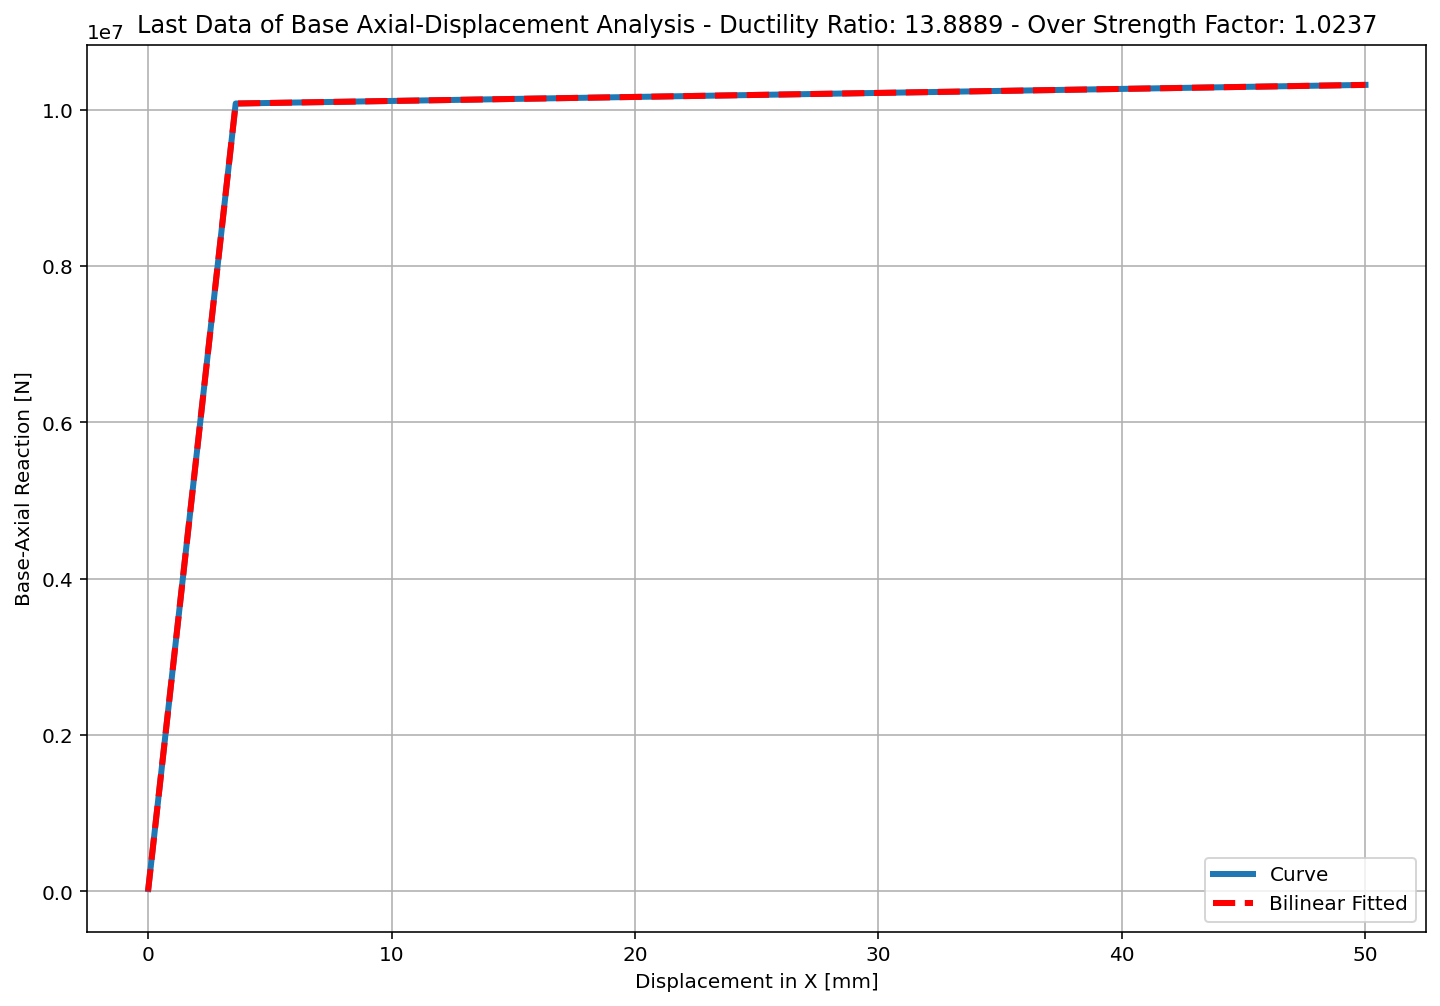 Last Data of Base Axial-Displacement Analysis - Ductility Ratio: 13.8889 - Over Strength Factor: 1.0237
1e7
1.0
0.8
0.6
0.4
0.2
0.0
Base-Axial Reaction [N]
0 10 20 30 40 50
Displacement in X [mm]
Curve
Bilinear Fitted